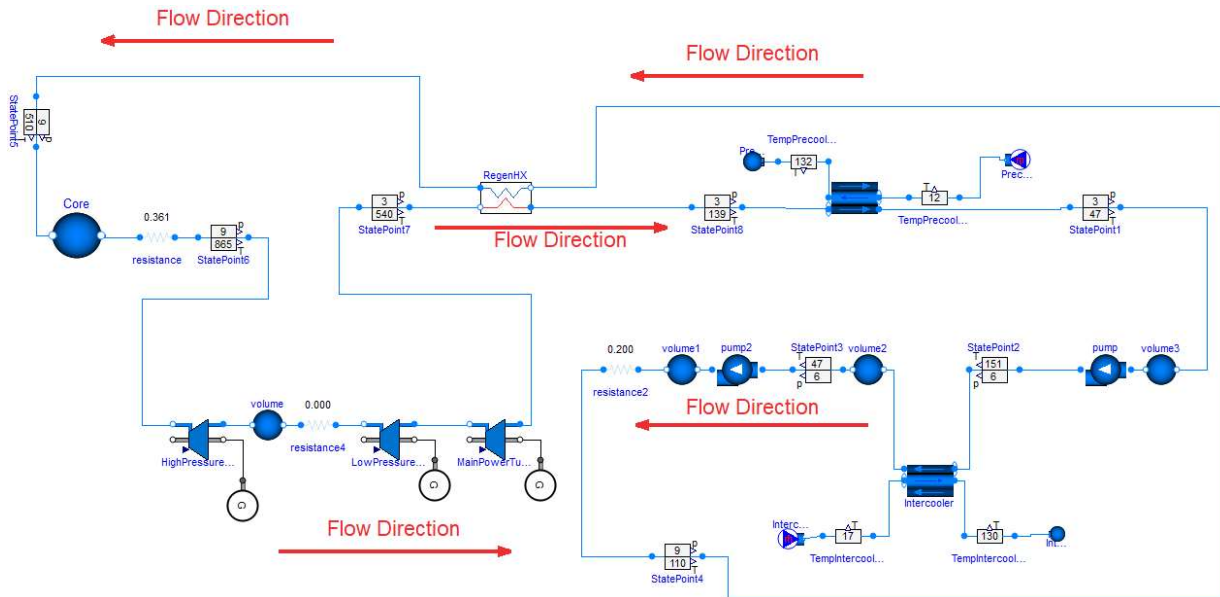 Flow Direction
Flow Direction
StatePoint5
9
510
p
T
TempPrecool...
Pre...
132
T
Prec...
RegenHX
T
12
TempPrecool...
Core
0.361
resistance
9
865
p
T
StatePoint6
3
540
p
T
StatePoint7
Flow Direction
3
139
p
T
StatePoint8
3
47
p
T
StatePoint1
0.200
resistance2
volume1
pump2
StatePoint3
T
47
p
6
volume2
StatePoint2
T
151
p
6
pump
volume3
Flow Direction
volume
0.000
resistance4
HighPressure...
LowPressure...
MainPowerTu...
G
G
G
Intercooler
Flow Direction
Interc...
T
17
TempIntercool...
T
130
TempIntercool...
Int...
9
110
p
T
StatePoint4